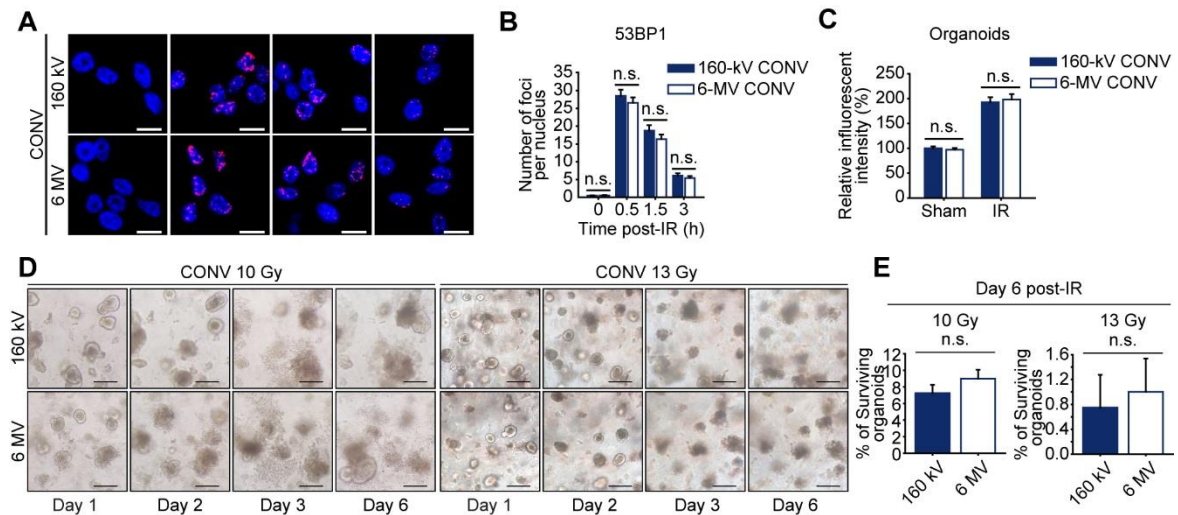 A
CONV
160 kV
6 MV
B
53BP1
160-kV CONV
6-MV CONV
Number of foci
per nucleus
35
30
25
20
15
10
5
0
n.s.
n.s.
n.s.
n.s.
0
0.5
1.5
3
Time post-IR (h)
C
Organoids
160-kV CONV
6-MV CONV
Relative influorescent
intensity (%)
250
200
150
100
50
0
n.s.
n.s.
Sham
IR
D
CONV 10 Gy
CONV 13 Gy
160 kV
6 MV
Day 1
Day 2
Day 3
Day 6
Day 1
Day 2
Day 3
Day 6
E
Day 6 post-IR
10 Gy
n.s.
% of Surviving
organoids
12
10
8
6
4
2
0
160 kV
6 MV
13 Gy
n.s.
% of Surviving
organoids
1.6
1.2
0.8
0.4
0
160 kV
6 MV